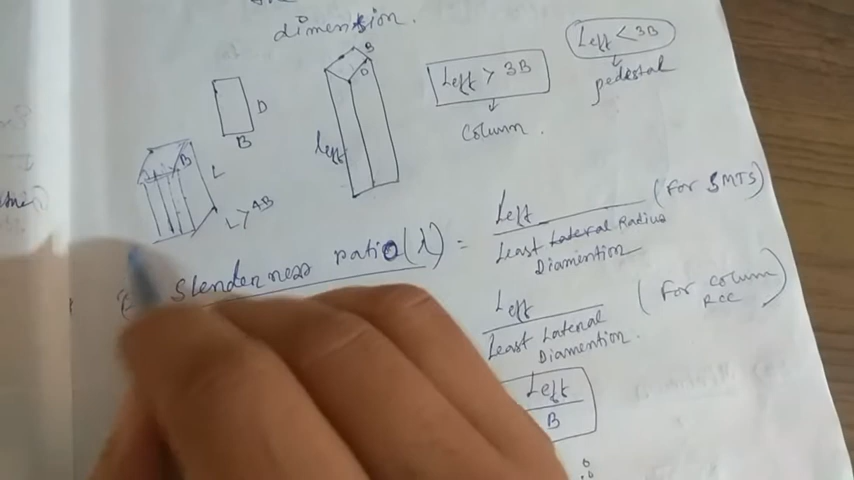 dimension.
B
D
Leff
Leff > 3B
column.
Leff < 3B
pedestal
D
B
B
L
L > 4B
Slenderness ratio (λ) =
Leff
Least Lateral Radius
Diamention
(For SMTS)
Leff
Least Lateral
Diamention.
(For column
RCC)
Leff
B